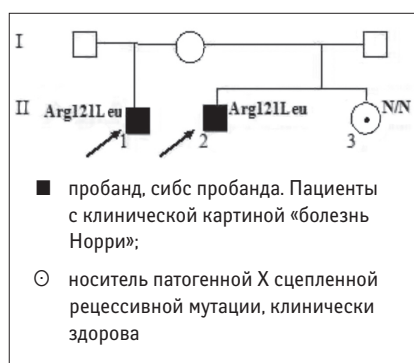 I
II Arg121Leu Arg121Leu N/N
1 2 3
■ пробанд, сибс пробанда. Пациенты
с клинической картиной «болезнь
Норри»;
⊙ носитель патогенной Х сцепленной
рецессивной мутации, клинически
здорова